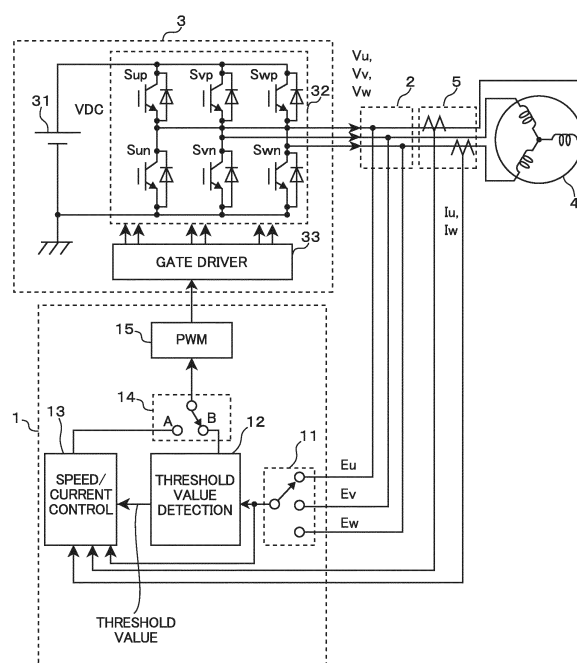 3
31
VDC
Sup
Svp
Swp
32
Sun
Svn
Swn
Vu,
Vv,
Vw
2
5
4
Iu,
Iw
33
GATE DRIVER
15
PWM
14
A
B
1
13
12
11
SPEED/
CURRENT
CONTROL
THRESHOLD
VALUE
DETECTION
Eu
Ev
Ew
THRESHOLD
VALUE